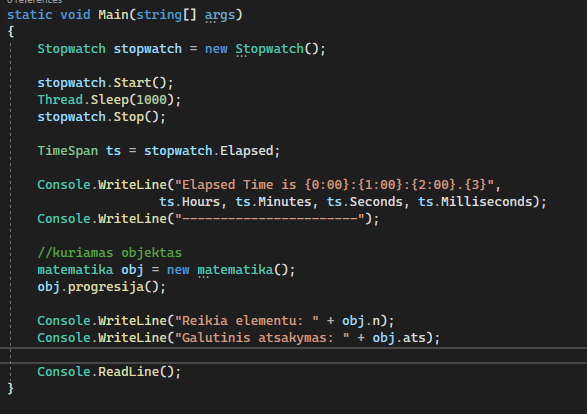 0 references
static void Main(string[] args)
{
Stopwatch stopwatch = new Stopwatch();
stopwatch.Start();
Thread.Sleep(1000);
stopwatch.Stop();
TimeSpan ts = stopwatch.Elapsed;
Console.WriteLine("Elapsed Time is {0:00}:{1:00}:{2:00}.{3}",
ts.Hours, ts.Minutes, ts.Seconds, ts.Milliseconds);
Console.WriteLine("-----------------------");
//kuriamas objektas
matematika obj = new matematika();
obj.progresija();
Console.WriteLine("Reikia elementu: " + obj.n);
Console.WriteLine("Galutinis atsakymas: " + obj.ats);
Console.ReadLine();
}